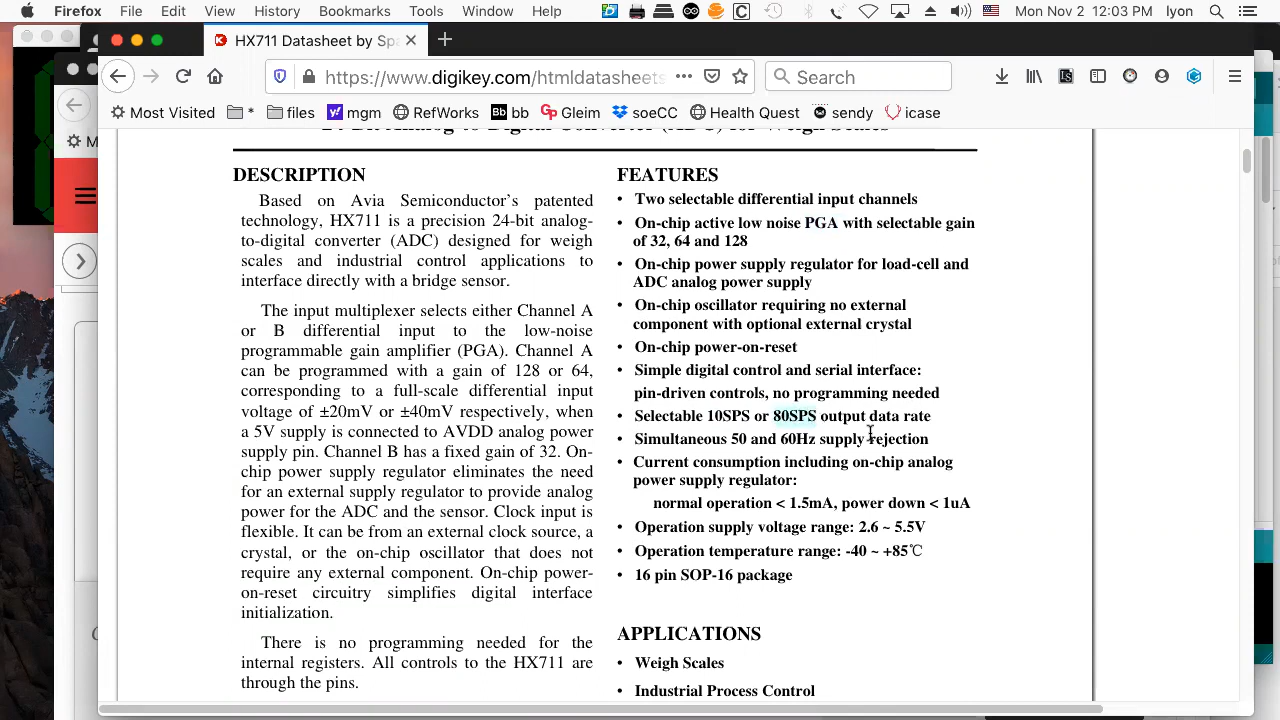 Firefox File Edit View History Bookmarks Tools Window Help Mon Nov 2 12:03 PM lyon
HX711 Datasheet by Spa
https://www.digikey.com/htmldatasheets Search
Most Visited * files mgm RefWorks bb Gleim soeCC Health Quest sendy icase
24-Bit Analog-to-Digital Converter (ADC) for Weigh Scales
DESCRIPTION
Based on Avia Semiconductor's patented
technology, HX711 is a precision 24-bit analog-
to-digital converter (ADC) designed for weigh
scales and industrial control applications to
interface directly with a bridge sensor.
The input multiplexer selects either Channel A
or B differential input to the low-noise
programmable gain amplifier (PGA). Channel A
can be programmed with a gain of 128 or 64,
corresponding to a full-scale differential input
voltage of ±20mV or ±40mV respectively, when
a 5V supply is connected to AVDD analog power
supply pin. Channel B has a fixed gain of 32. On-
chip power supply regulator eliminates the need
for an external supply regulator to provide analog
power for the ADC and the sensor. Clock input is
flexible. It can be from an external clock source, a
crystal, or the on-chip oscillator that does not
require any external component. On-chip power-
on-reset circuitry simplifies digital interface
initialization.
There is no programming needed for the
internal registers. All controls to the HX711 are
through the pins.
FEATURES
• Two selectable differential input channels
• On-chip active low noise PGA with selectable gain
of 32, 64 and 128
• On-chip power supply regulator for load-cell and
ADC analog power supply
• On-chip oscillator requiring no external
component with optional external crystal
• On-chip power-on-reset
• Simple digital control and serial interface:
pin-driven controls, no programming needed
• Selectable 10SPS or 80SPS output data rate
• Simultaneous 50 and 60Hz supply rejection
• Current consumption including on-chip analog
power supply regulator:
normal operation < 1.5mA, power down < 1uA
• Operation supply voltage range: 2.6 ~ 5.5V
• Operation temperature range: -40 ~ +85℃
• 16 pin SOP-16 package
APPLICATIONS
• Weigh Scales
• Industrial Process Control